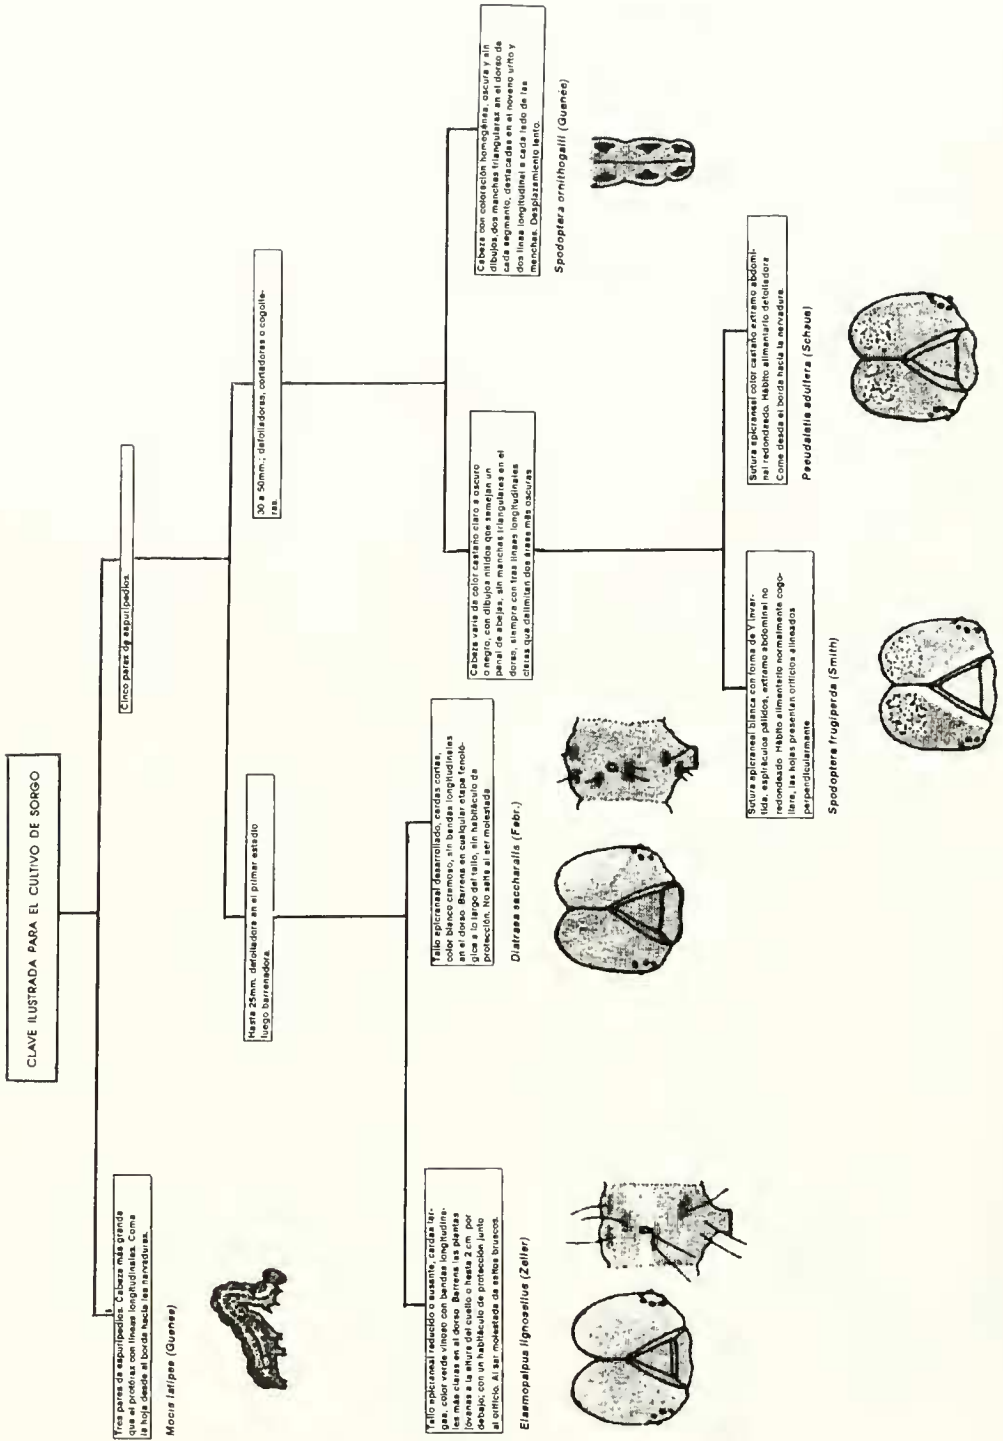 CLAVE ILUSTRADA PARA EL CULTIVO DE SORGO
Tres pares de espuripedios. Cabeza más grande
que el protórax con líneas longitudinales. Come
la hoja desde el borde hacia las nervaduras.
Mocis latipes (Guenee)
Cinco pares de espuripedios.
Hasta 25mm. defoliadora en el primer estadio
luego barrenadora.
30 a 50mm.; defoliadoras, cortadoras o cogolle-
ras.
Tallo epicraneal reducido o ausente, cerdas lar-
gas, color verde vinoso con bandas longitudina-
les más claras en el dorso. Barrena las plantas
jóvenes a la altura del cuello o hasta 2 cm. por
debajo; con un habitáculo de protección junto
al orificio. Al ser molestada da saltos bruscos.
Elasmopalpus lignosellus (Zeller)
Tallo epicraneal desarrollado, cerdas cortas,
color blanco cremoso, sin bandas longitudinales
en el dorso. Barrena en cualquier etapa fenoló-
gica a lo largo del tallo, sin habitáculo de
protección. No salta al ser molestada.
Diatraea saccharalis (Fabr.)
Cabeza varía de color castaño claro a oscuro
o negro, con dibujos nítidos que semejan un
panal de abejas, sin manchas triangulares en el
dorso, siempre con tres líneas longitudinales
claras que delimitan dos áreas más oscuras
Cabeza con coloración homogénea, oscura y sin
dibujos, dos manchas triangulares en el dorso de
cada segmento, destacadas en el noveno urito y
dos línea longitudinal a cada lado de las
manchas. Desplazamiento lento.
Spodoptera ornithogalli (Guenée)
Sutura epicraneal blanca con forma de Y inver-
tida, espiráculos pálidos, extremo abdominal no
redondeado. Hábito alimentario normalmente cogo-
llera, las hojas presentan orificios alineados
perpendicularmente
Spodoptera frugiperda (Smith)
Sutura epicraneal color castaño extremo abdomi-
nal redondeado. Hábito alimentario defoliadora
Come desde el borde hacia la nervadura.
Pseudaletia adultera (Schaus)